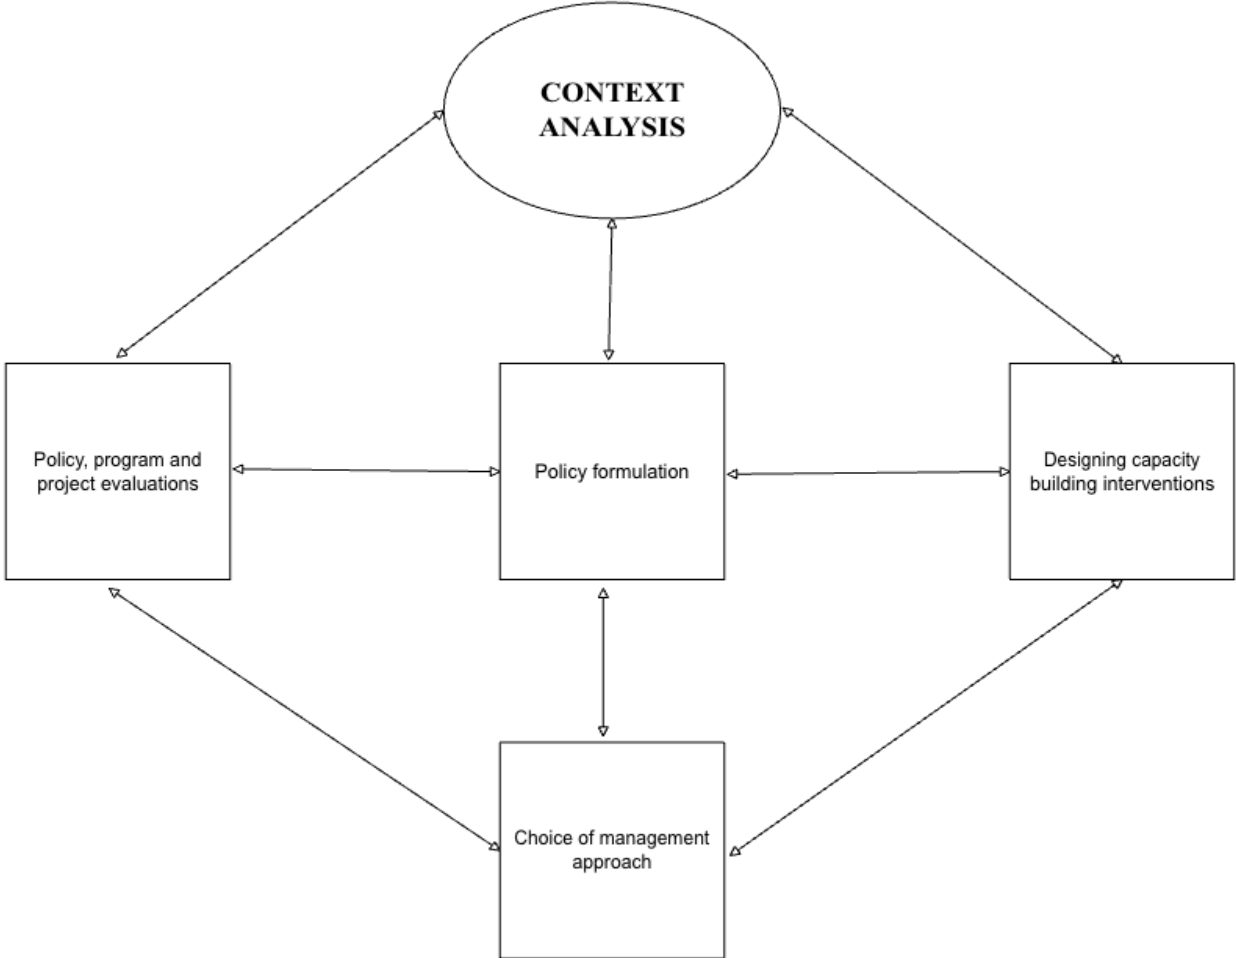 CONTEXT
ANALYSIS
Policy, program and
project evaluations
Policy formulation
Designing capacity
building interventions
Choice of management
approach